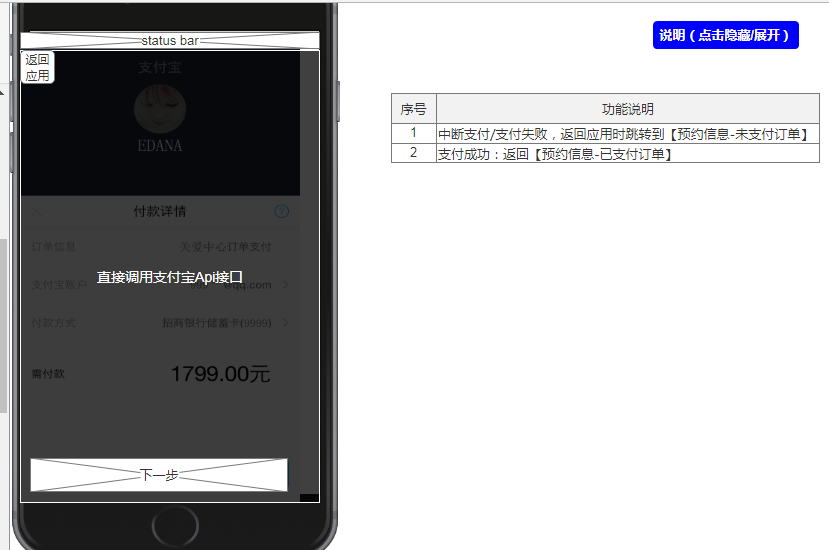 status bar
返回
应用
支付宝
EDANA
付款详情
订单信息
关爱中心订单支付
直接调用支付宝Api接口
支付宝账户
付款方式
招商银行储蓄卡(9999)
需付款
1799.00元
下一步
说明（点击隐藏/展开）
序号 功能说明
1 中断支付/支付失败，返回应用时跳转到【预约信息-未支付订单】
2 支付成功：返回【预约信息-已支付订单】